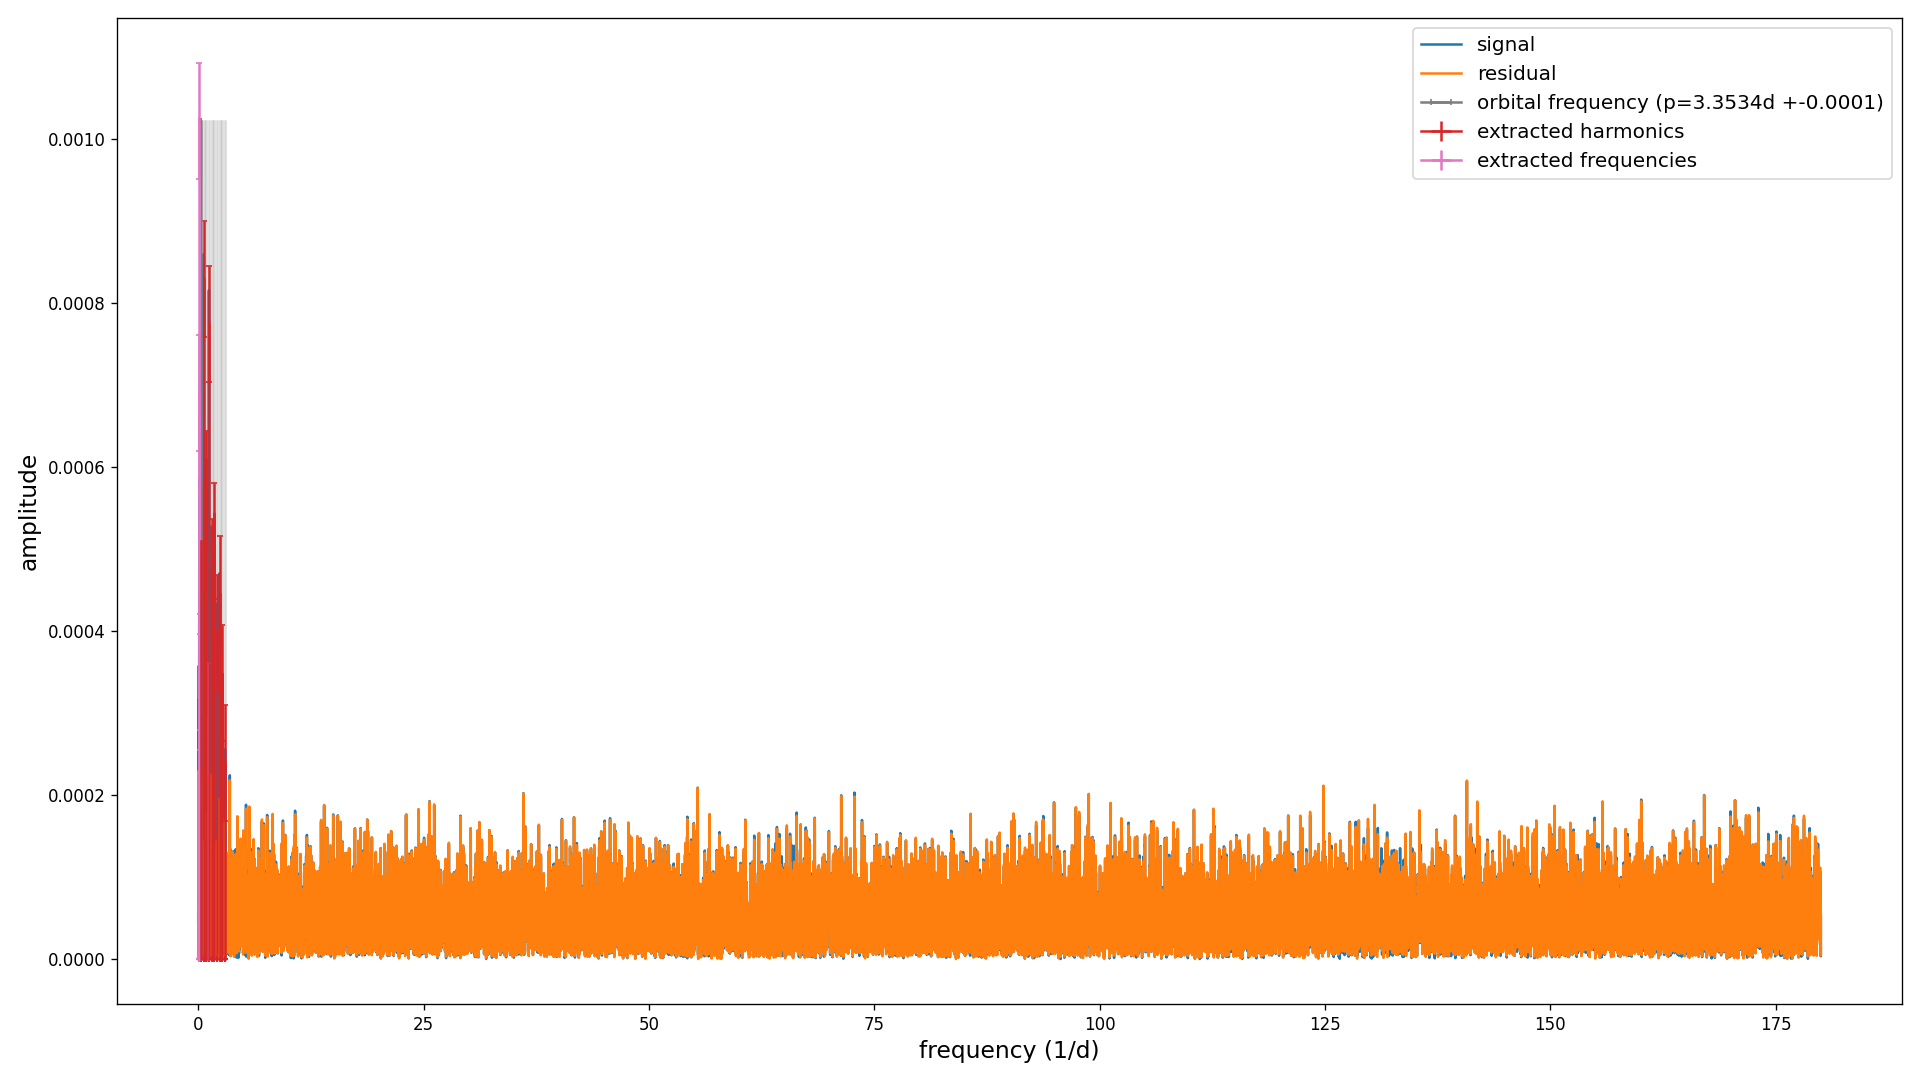 signal
residual
orbital frequency (p=3.3534d +-0.0001)
extracted harmonics
extracted frequencies
0.0010
0.0008
0.0006
0.0004
0.0002
0.0000
amplitude
0 25 50 75 100 125 150 175
frequency (1/d)